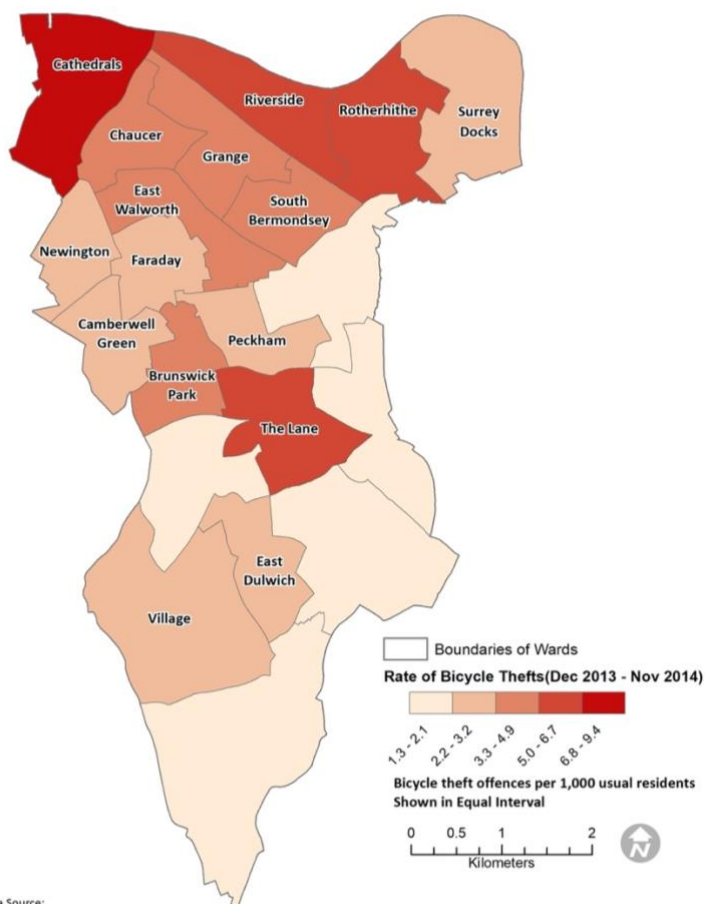 Cathedrals
Riverside
Rotherhithe
Surrey
Docks
Chaucer
Grange
East
Walworth
South
Bermondsey
Newington
Faraday
Camberwell
Green
Peckham
Brunswick
Park
The Lane
East
Dulwich
Village
Boundaries of Wards
Rate of Bicycle Thefts(Dec 2013 - Nov 2014)
1.3 - 2.1
2.2 - 3.2
3.3 - 4.9
5.0 - 6.7
6.8 - 9.4
Bicycle theft offences per 1,000 usual residents
Shown in Equal Interval
0 0.5 1 2
Kilometers
N
Source: